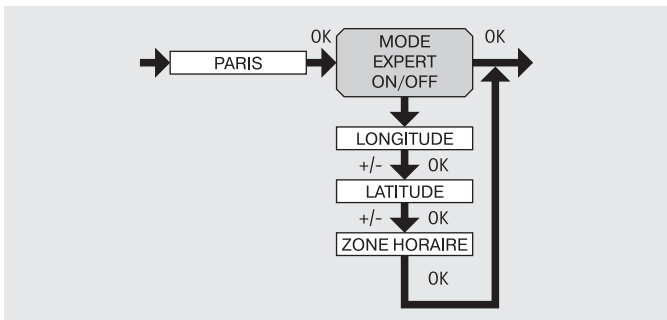 OK
OK
PARIS
MODE
EXPERT
ON/OFF
LONGITUDE
+/- OK
LATITUDE
+/- OK
ZONE HORAIRE
OK